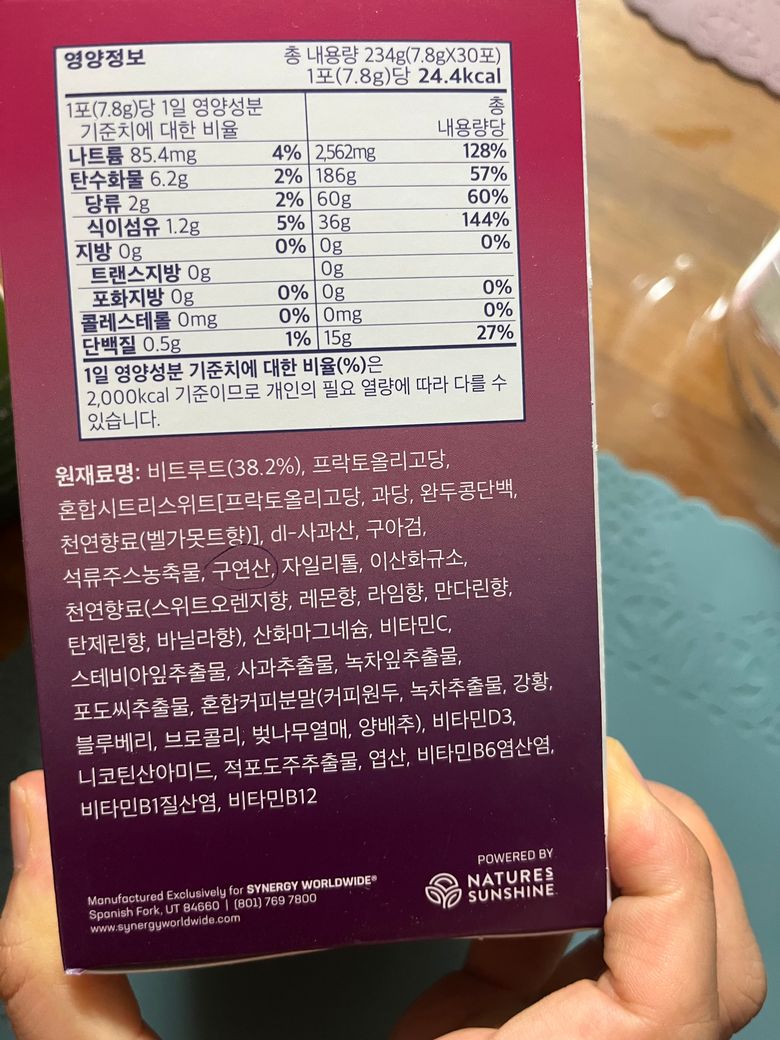 영양정보 총 내용량 234g(7.8gX30포)
1포(7.8g)당 24.4kcal
1포(7.8g)당 1일 영양성분 총
기준치에 대한 비율 내용량당
나트륨 85.4mg 4% 2,562mg 128%
탄수화물 6.2g 2% 186g 57%
당류 2g 2% 60g 60%
식이섬유 1.2g 5% 36g 144%
지방 0g 0% 0g 0%
트랜스지방 0g 0g
포화지방 0g 0% 0g 0%
콜레스테롤 0mg 0% 0mg 0%
단백질 0.5g 1% 15g 27%
1일 영양성분 기준치에 대한 비율(%)은
2,000kcal 기준이므로 개인의 필요 열량에 따라 다를 수
있습니다.
원재료명: 비트루트(38.2%), 프락토올리고당,
혼합시트리스위트[프락토올리고당, 과당, 완두콩단백,
천연향료(벨가못트향)], dl-사과산, 구아검,
석류주스농축물, 구연산, 자일리톨, 이산화규소,
천연향료(스위트오렌지향, 레몬향, 라임향, 만다린향,
탄제린향, 바닐라향), 산화마그네슘, 비타민C,
스테비아잎추출물, 사과추출물, 녹차잎추출물,
포도씨추출물, 혼합커피분말(커피원두, 녹차추출물, 강황,
블루베리, 브로콜리, 벚나무열매, 양배추), 비타민D3,
니코틴산아미드, 적포도주추출물, 엽산, 비타민B6염산염,
비타민B1질산염, 비타민B12
Manufactured Exclusively for SYNERGY WORLDWIDE®
Spanish Fork, UT 84660 | (801) 769 7800
www.synergyworldwide.com
POWERED BY
NATURES
SUNSHINE